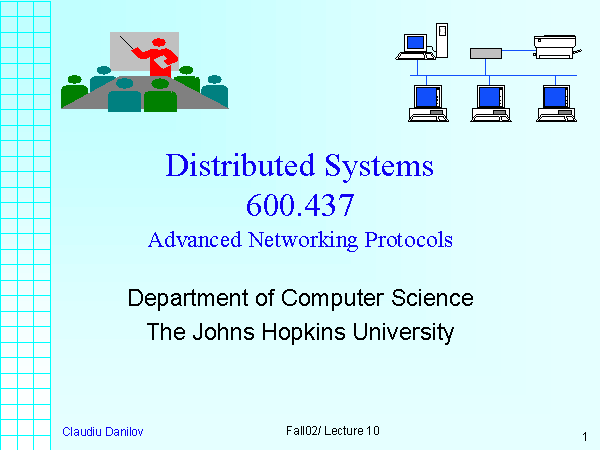 Distributed Systems
600.437
Advanced Networking Protocols
Department of Computer Science
The Johns Hopkins University
Claudiu Danilov
Fall02/ Lecture 10
1